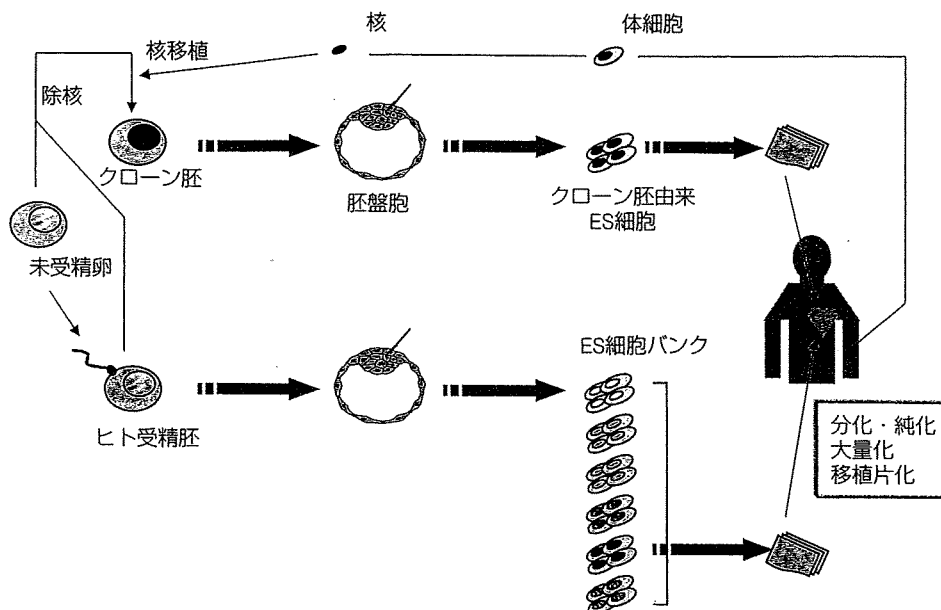 核
体細胞
核移植
除核
クローン胚
胚盤胞
クローン胚由来
ES細胞
未受精卵
ES細胞バンク
ヒト受精胚
分化・純化
大量化
移植片化